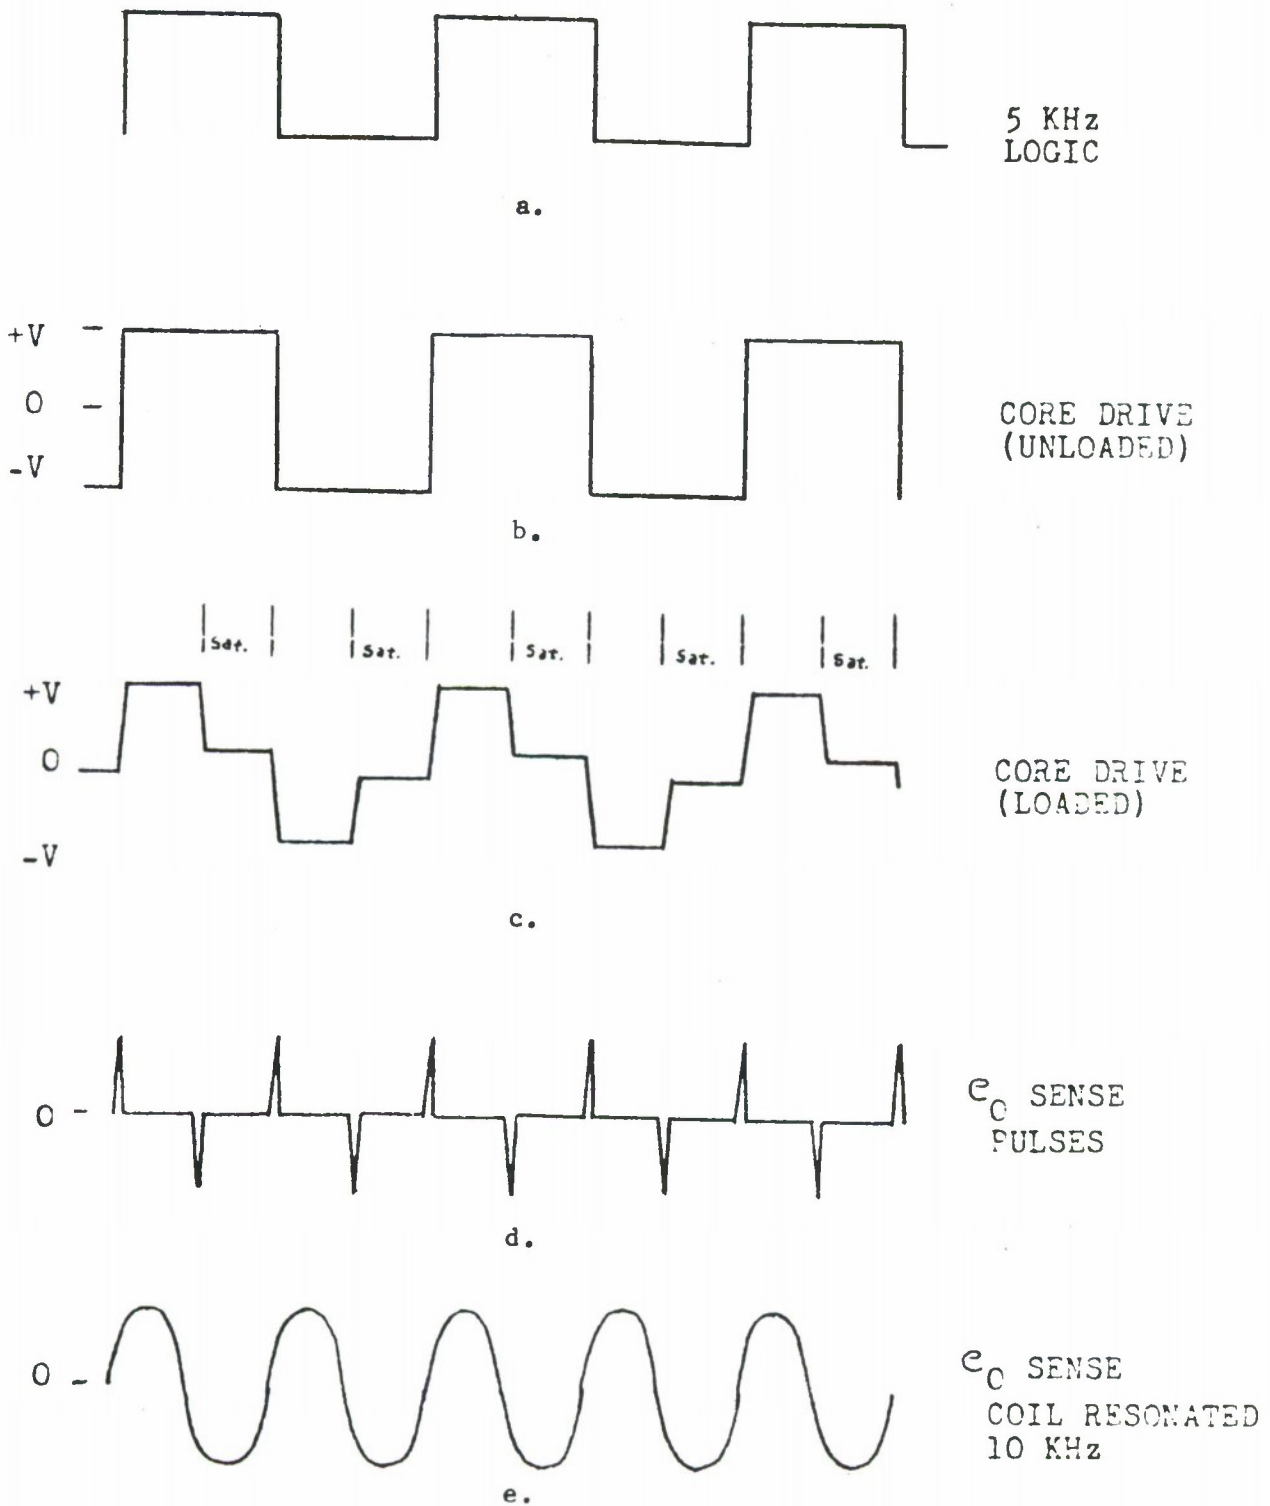 5 KHz
LOGIC
a.
+V
0
-V
CORE DRIVE
(UNLOADED)
b.
Sat. Sat. Sat. Sat. Sat.
+V
0
-V
CORE DRIVE
(LOADED)
c.
0
e0 SENSE
PULSES
d.
0
e0 SENSE
COIL RESONATED
10 KHz
e.